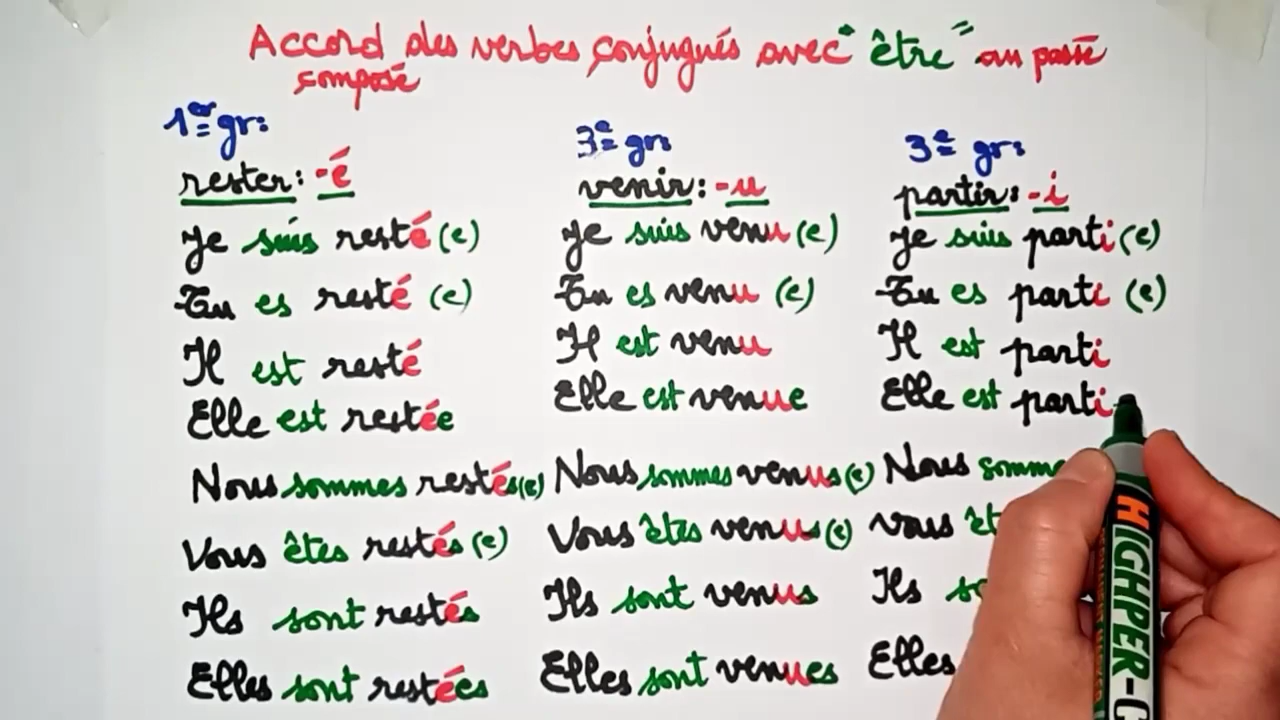 Accord des verbes conjugués avec "être" au passé
composé
1er gr:
rester: -é
Je suis resté(e)
Tu es resté (e)
Il est resté
Elle est restée
Nous sommes restés(e)
Vous êtes restés (e)
Ils sont restés
Elles sont restées
3e gr:
venir: -u
Je suis venu(e)
Tu es venu (e)
Il est venu
Elle est venue
Nous sommes venus(e)
Vous êtes venus(e)
Ils sont venus
Elles sont venues
3e gr:
partir: -i
Je suis parti(e)
Tu es parti (e)
Il est parti
Elle est parti
Nous somme
Vous êt
Ils so
Elles
HIGHPER-C